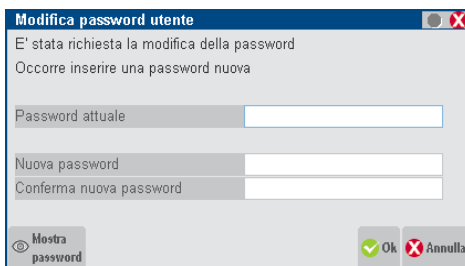 Modifica password utente
E' stata richiesta la modifica della password
Occorre inserire una password nuova
Password attuale
Nuova password
Conferma nuova password
Mostra
password
Ok
Annulla